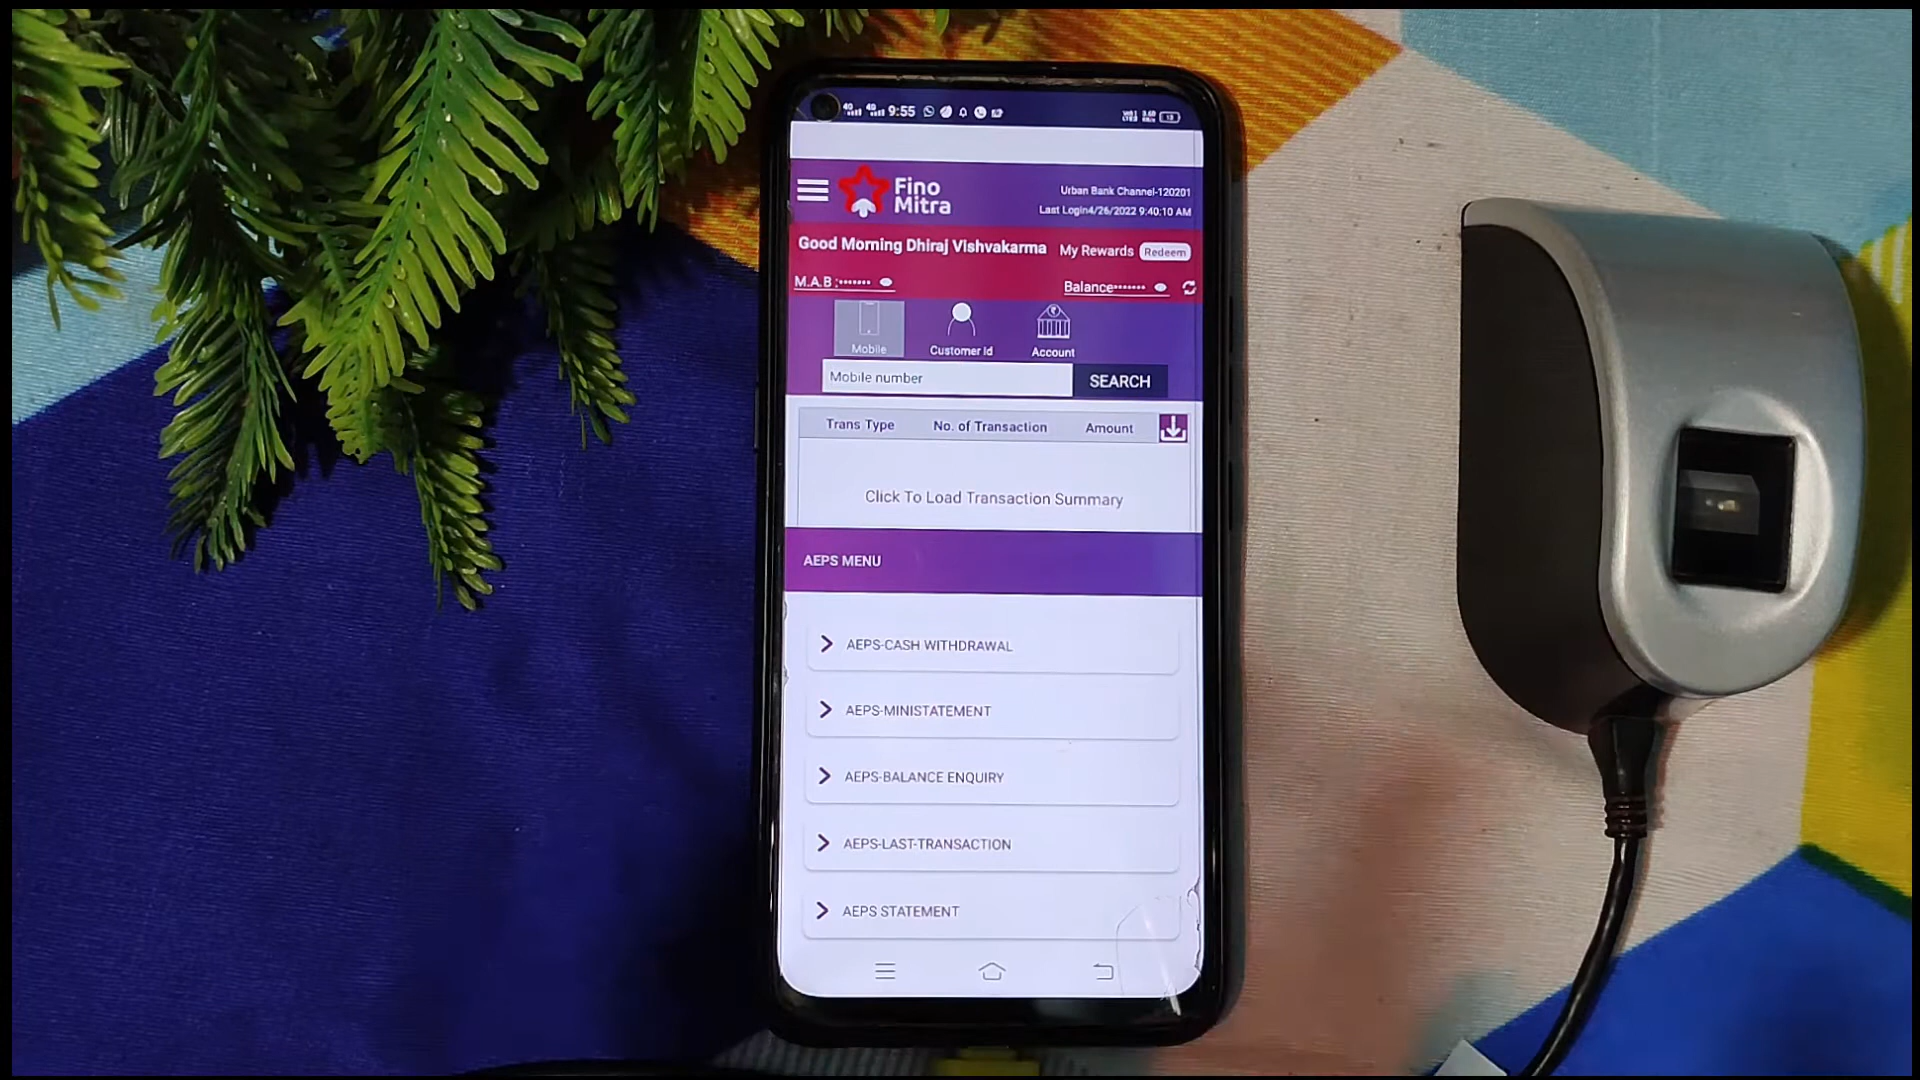 4G 4G 9:55
Fino
Mitra
Urban Bank Channel-120201
Last Login4/26/2022 9:40:10 AM
Good Morning Dhiraj Vishvakarma My Rewards Redeem
M.A.B :•••••••
Balance•••••••
Mobile Customer Id Account
Mobile number SEARCH
Trans Type No. of Transaction Amount
Click To Load Transaction Summary
AEPS MENU
AEPS-CASH WITHDRAWAL
AEPS-MINISTATEMENT
AEPS-BALANCE ENQUIRY
AEPS-LAST-TRANSACTION
AEPS STATEMENT